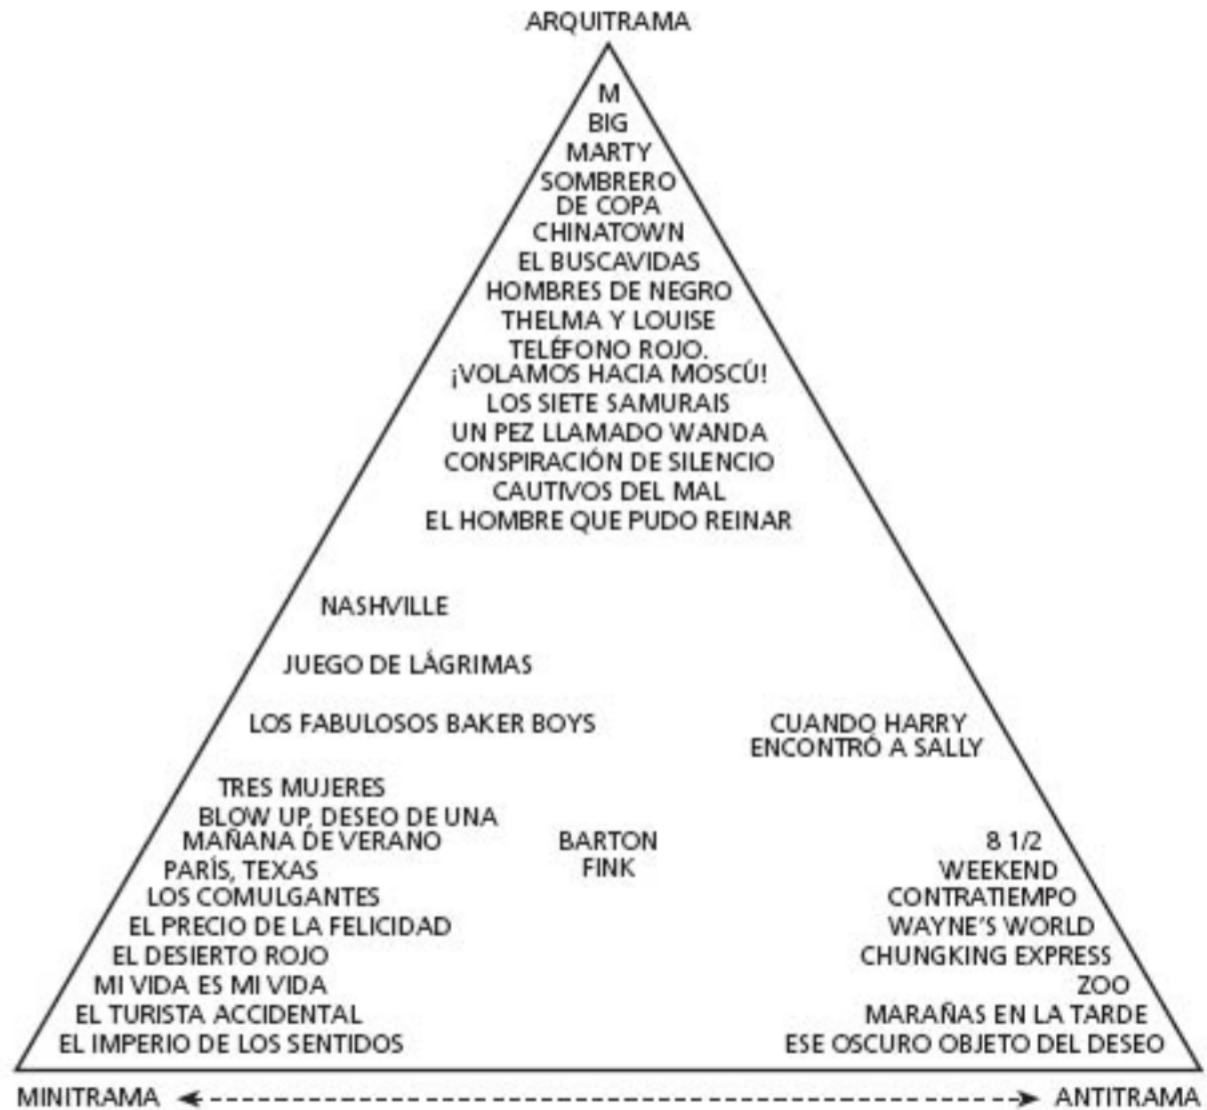 ARQUITRAMA
M
BIG
MARTY
SOMBRERO
DE COPA
CHINATOWN
EL BUSCAVIDAS
HOMBRES DE NEGRO
THELMA Y LOUISE
TELÉFONO ROJO.
¡VOLAMOS HACIA MOSCÚ!
LOS SIETE SAMURAIS
UN PEZ LLAMADO WANDA
CONSPIRACIÓN DE SILENCIO
CAUTIVOS DEL MAL
EL HOMBRE QUE PUDO REINAR
NASHVILLE
JUEGO DE LÁGRIMAS
LOS FABULOSOS BAKER BOYS
CUANDO HARRY
ENCONTRÓ A SALLY
TRES MUJERES
BLOW UP, DESEO DE UNA
MAÑANA DE VERANO
PARÍS, TEXAS
LOS COMULGANTES
EL PRECIO DE LA FELICIDAD
EL DESIERTO ROJO
MI VIDA ES MI VIDA
EL TURISTA ACCIDENTAL
EL IMPERIO DE LOS SENTIDOS
BARTON
FINK
8 1/2
WEEKEND
CONTRATIEMPO
WAYNE'S WORLD
CHUNGKING EXPRESS
ZOO
MARAÑAS EN LA TARDE
ESE OSCURO OBJETO DEL DESEO
MINITRAMA
ANTITRAMA